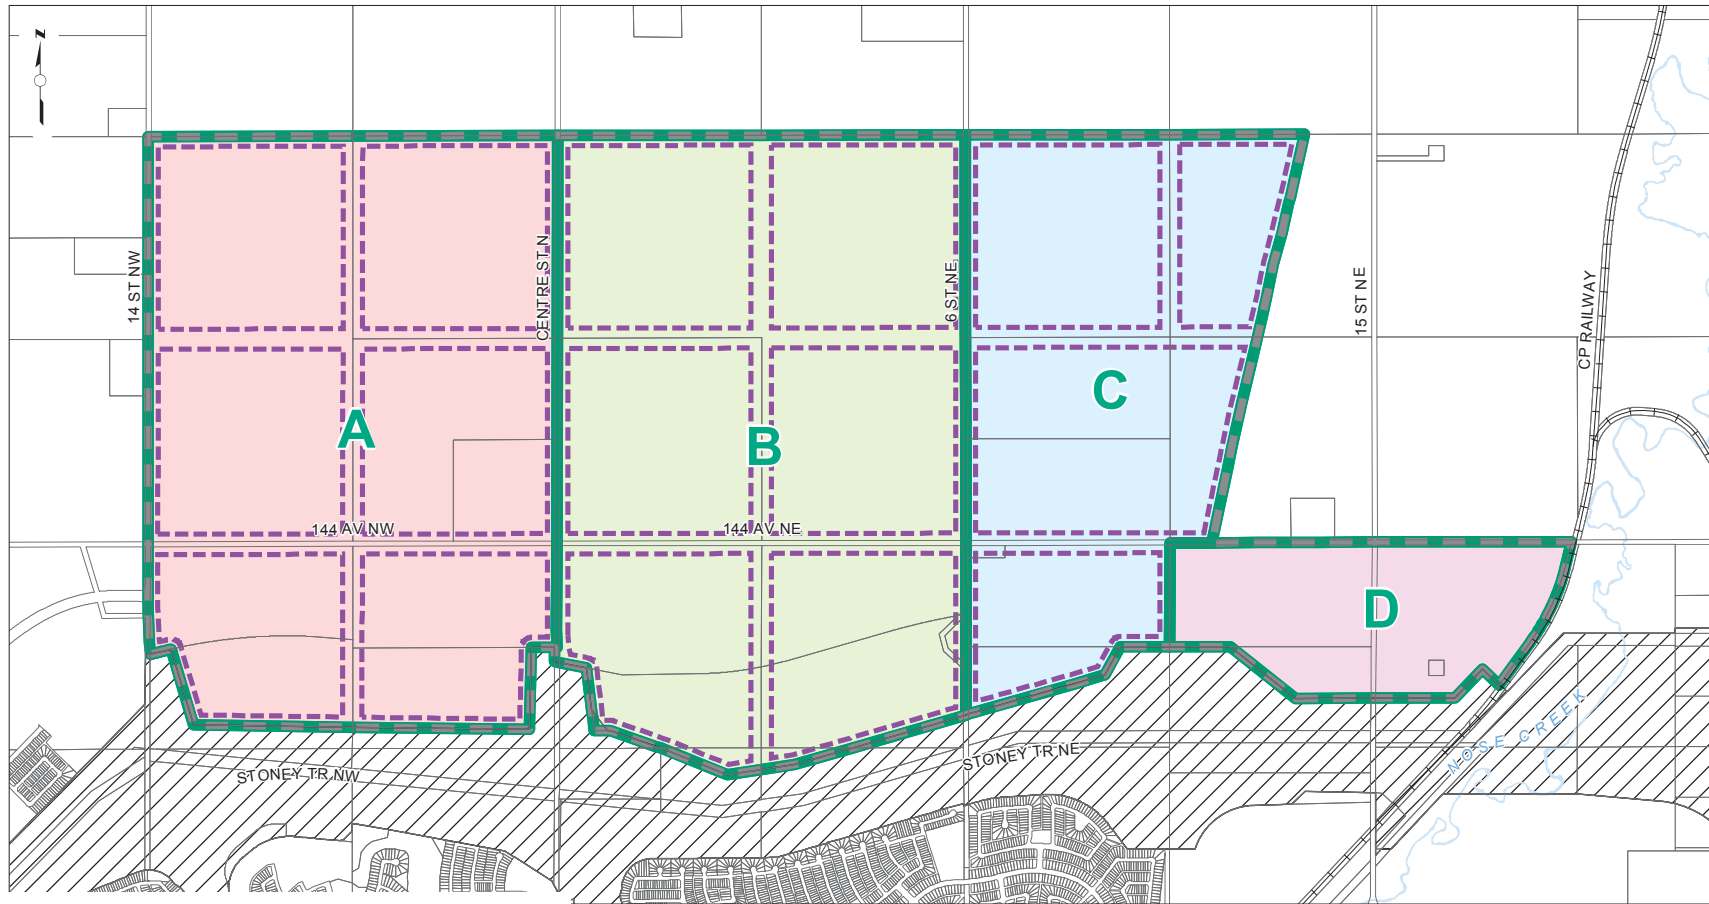 N
14 ST NW
CENTRE ST N
6 ST NE
15 ST NE
CP RAILWAY
A
B
C
144 AV NW
144 AV NE
D
STONEY TR NW
STONEY TR NE
NOSE CREEK